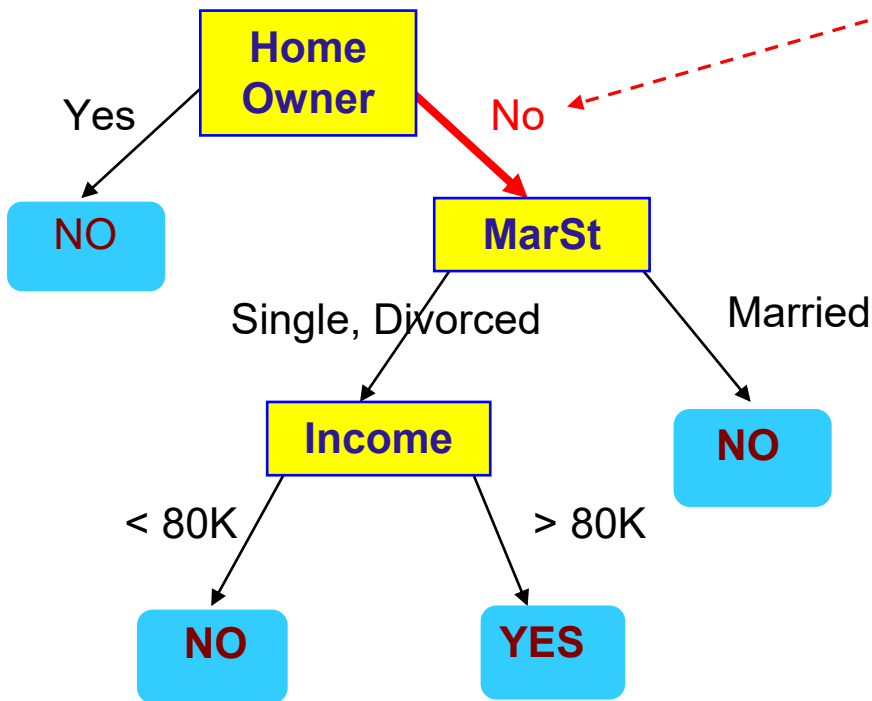 Home
Owner
Yes
No
NO
MarSt
Single, Divorced
Married
Income
NO
< 80K
> 80K
NO
YES